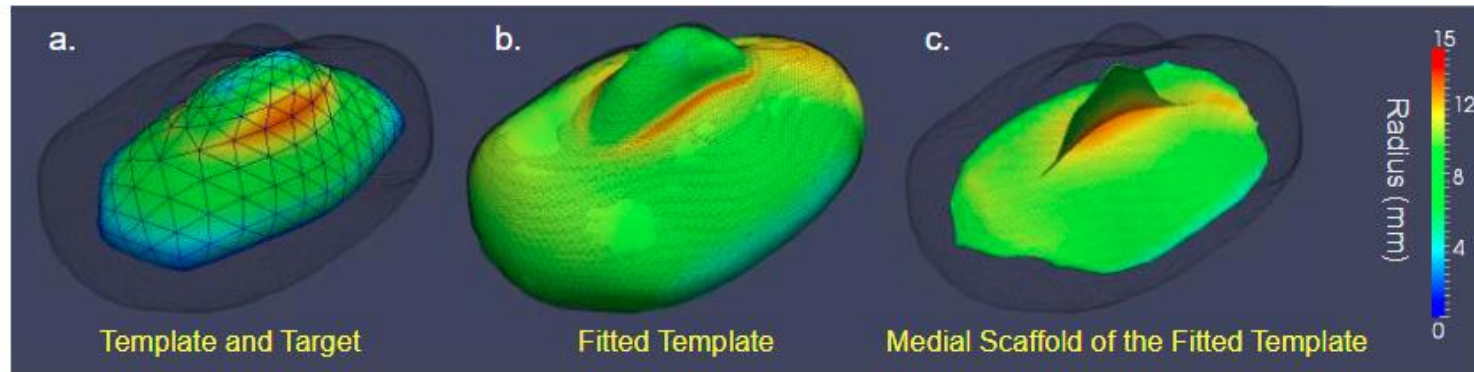 a.
b.
c.
15
12
8
4
0
Radius (mm)
Template and Target
Fitted Template
Medial Scaffold of the Fitted Template